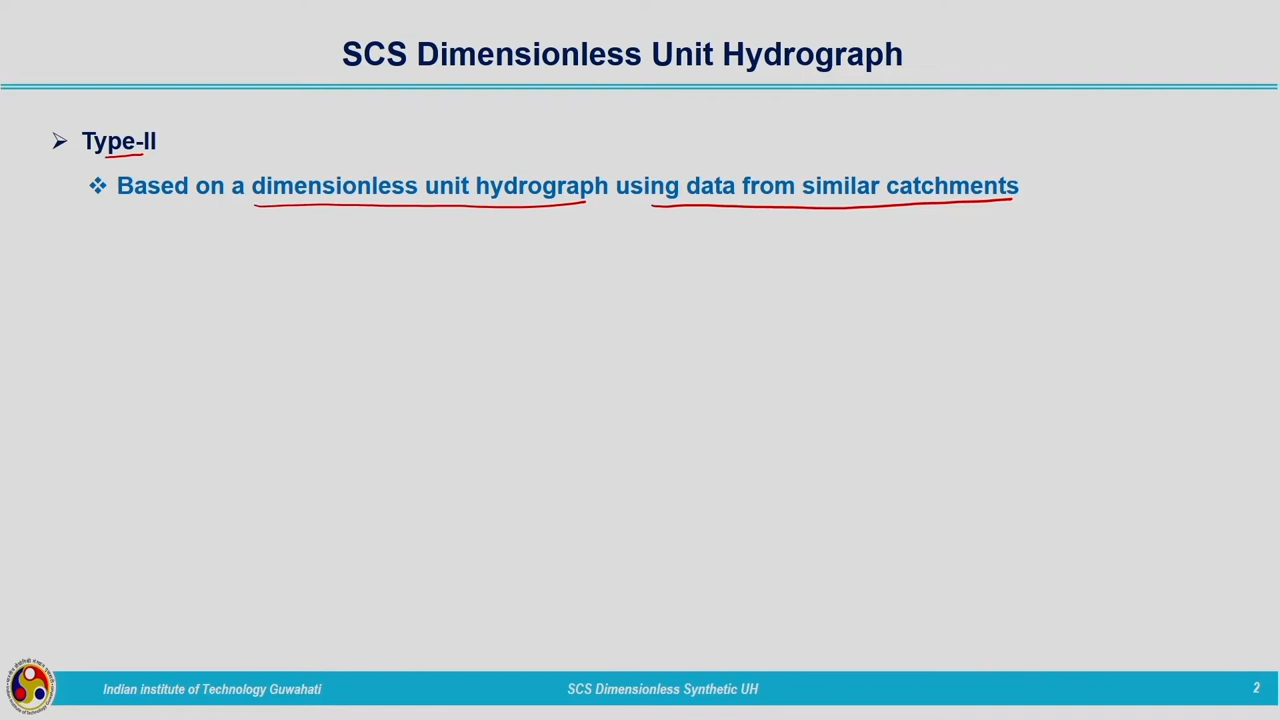 SCS Dimensionless Unit Hydrograph
Type-II
Based on a dimensionless unit hydrograph using data from similar catchments
Indian institute of Technology Guwahati
SCS Dimensionless Synthetic UH
2